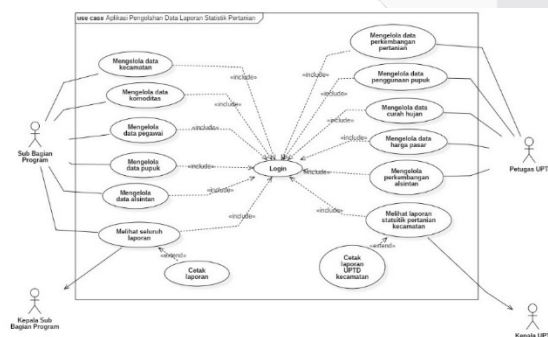 use case Aplikasi Pengolahan Data Laporan Statistik Pertanian
Mengelola data
kecamatan
Mengelola data
komoditas
Mengelola
data pegawai
Mengelola
data pupuk
Mengelola
data alsintan
Melihat seluruh
laporan
Cetak
laporan
Login
Mengelola data
perkembangan
pertanian
Mengelola data
penggunaan pupuk
Mengelola data
curah hujan
Mengelola data
harga pasar
Mengelola
perkembangan
alsintan
Melihat laporan
statsitik pertanian
kecamatan
Cetak
laporan
UPTD
kecamatan
«include»
«include»
«include»
«include»
«include»
«include»
«extend»
«include»
«include»
«include»
«include»
«include»
«include»
«extend»
Sub Bagian
Program
Kepala Sub
Bagian Program
Petugas UPT
Kepala UPT